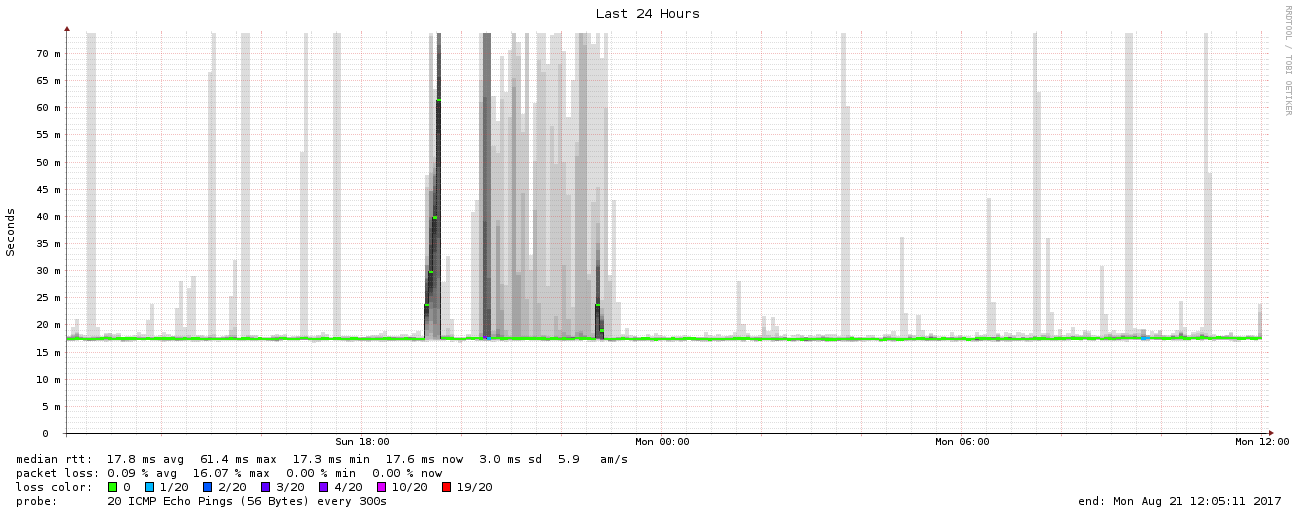 Last 24 Hours
RRDTOOL / TOBI OETIKER
Seconds
70 m
65 m
60 m
55 m
50 m
45 m
40 m
35 m
30 m
25 m
20 m
15 m
10 m
5 m
0
Sun 18:00 Mon 00:00 Mon 06:00 Mon 12:00
median rtt: 17.8 ms avg 61.4 ms max 17.3 ms min 17.6 ms now 3.0 ms sd 5.9 am/s
packet loss: 0.09 % avg 16.07 % max 0.00 % min 0.00 % now
loss color: 0 1/20 2/20 3/20 4/20 10/20 19/20
probe: 20 ICMP Echo Pings (56 Bytes) every 300s end: Mon Aug 21 12:05:11 2017